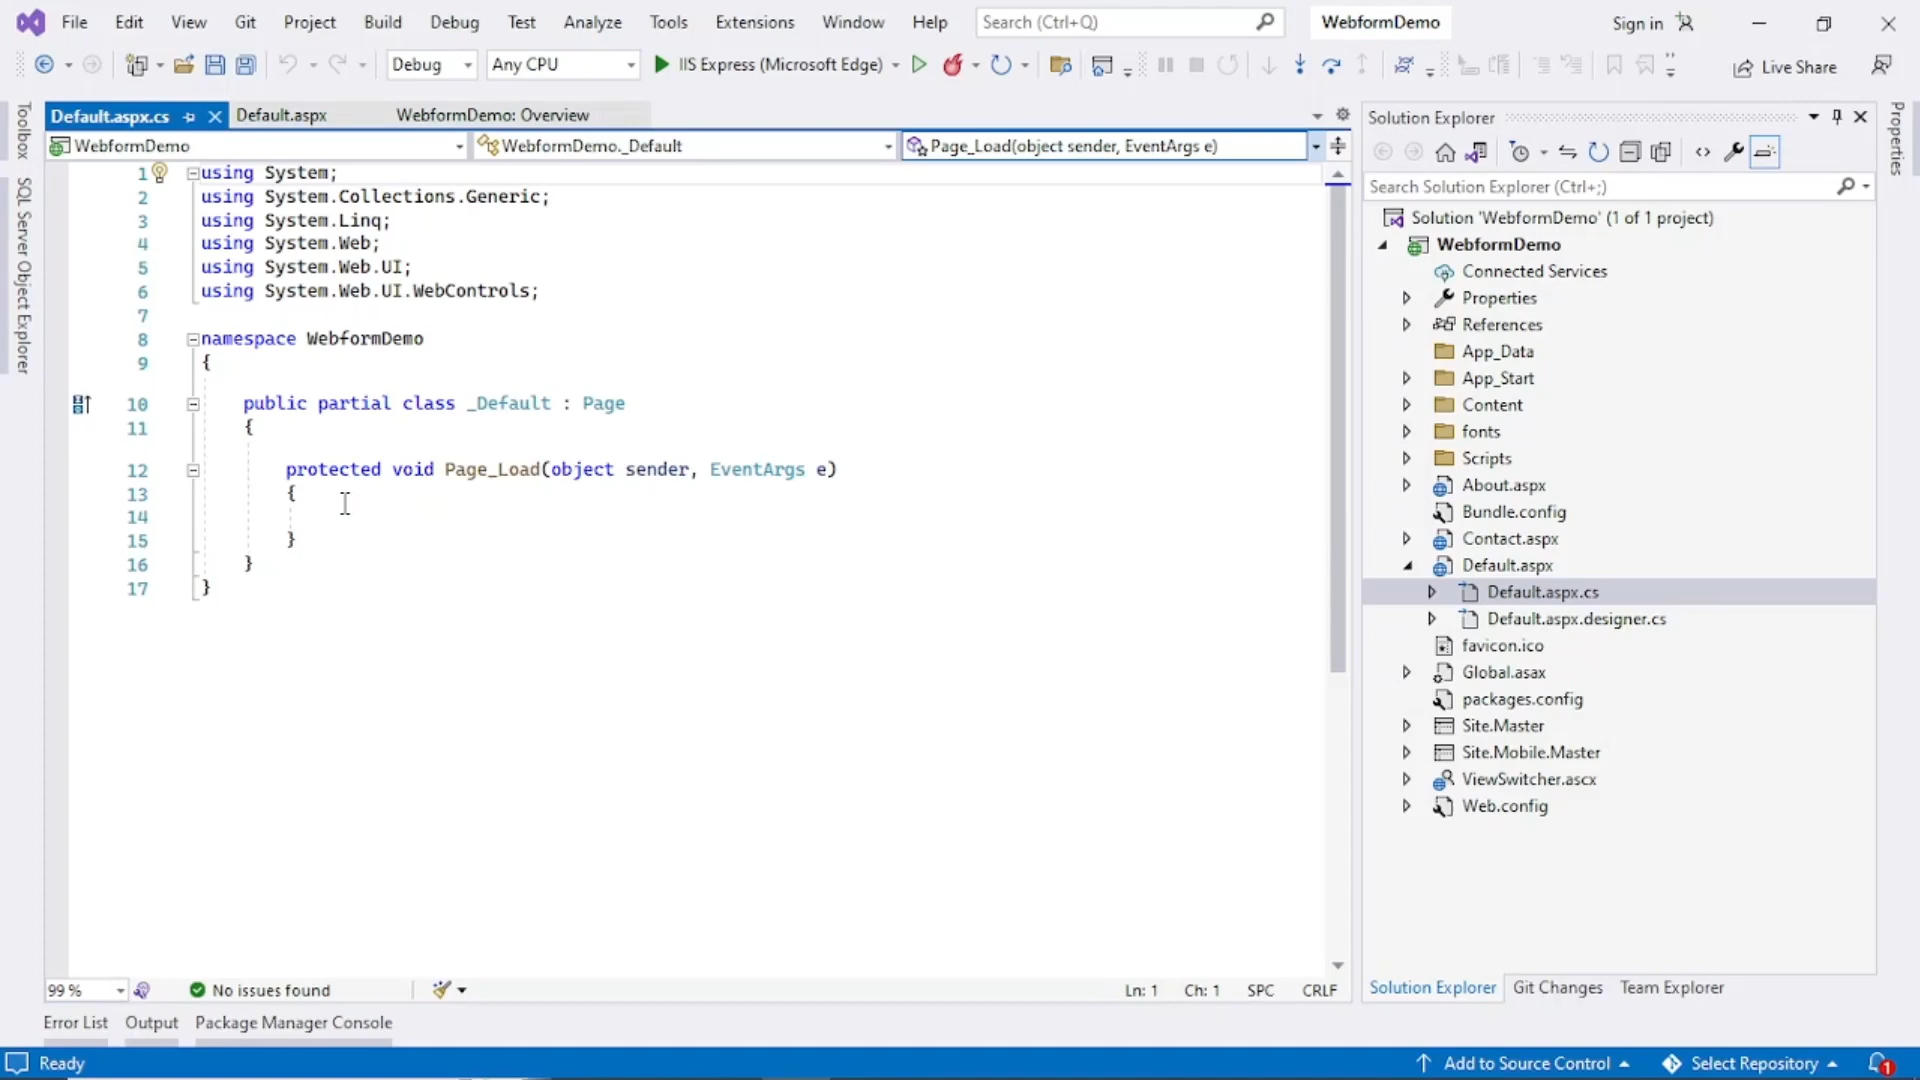 File Edit View Git Project Build Debug Test Analyze Tools Extensions Window Help Search (Ctrl+Q) WebformDemo Sign in
Debug Any CPU IIS Express (Microsoft Edge) Live Share
Default.aspx.cs Default.aspx WebformDemo: Overview
WebformDemo WebformDemo._Default Page_Load(object sender, EventArgs e)
Toolbox
SQL Server Object Explorer
1 using System;
2 using System.Collections.Generic;
3 using System.Linq;
4 using System.Web;
5 using System.Web.UI;
6 using System.Web.UI.WebControls;
7
8 namespace WebformDemo
9 {
10 public partial class _Default : Page
11 {
12 protected void Page_Load(object sender, EventArgs e)
13 {
14
15 }
16 }
17 }
99 % No issues found Ln: 1 Ch: 1 SPC CRLF
Error List Output Package Manager Console
Solution Explorer
Search Solution Explorer (Ctrl+;)
Solution 'WebformDemo' (1 of 1 project)
WebformDemo
Connected Services
Properties
References
App_Data
App_Start
Content
fonts
Scripts
About.aspx
Bundle.config
Contact.aspx
Default.aspx
Default.aspx.cs
Default.aspx.designer.cs
favicon.ico
Global.asax
packages.config
Site.Master
Site.Mobile.Master
ViewSwitcher.ascx
Web.config
Solution Explorer Git Changes Team Explorer
Properties
Ready Add to Source Control Select Repository 1